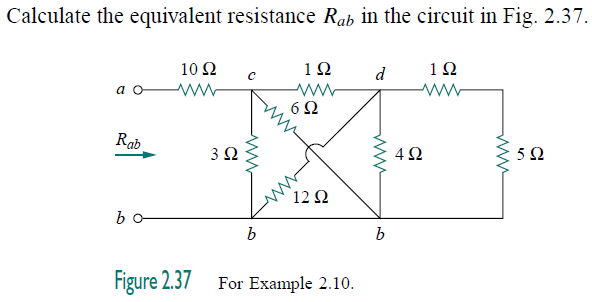 Calculate the equivalent resistance Rab in the circuit in Fig. 2.37.
10 Ω
c
1 Ω
d
1 Ω
a
6 Ω
Rab
3 Ω
4 Ω
5 Ω
12 Ω
b
b
b
Figure 2.37 For Example 2.10.